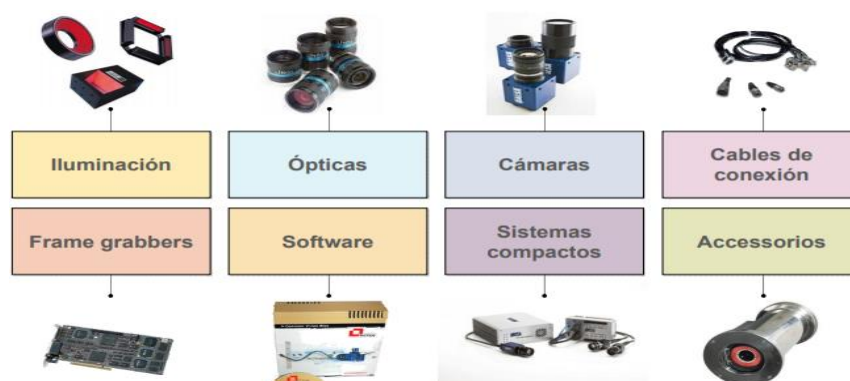 Iluminación
Ópticas
Cámaras
Cables de
conexión
Frame grabbers
Software
Sistemas
compactos
Accessorios